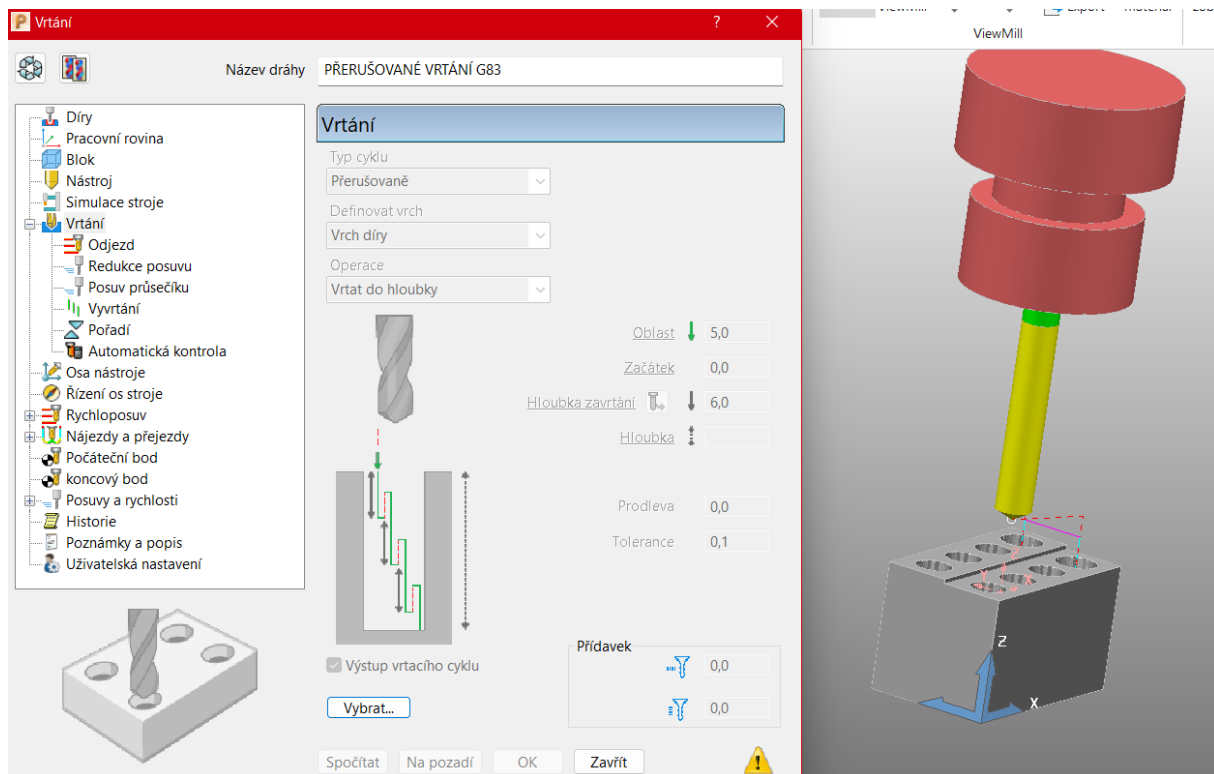 Vrtání
?
Název dráhy PŘERUŠOVANÉ VRTÁNÍ G83
Díry
Pracovní rovina
Blok
Nástroj
Simulace stroje
Vrtání
Odjezd
Redukce posuvu
Posuv průsečíku
Vyvrtání
Pořadí
Automatická kontrola
Osa nástroje
Řízení os stroje
Rychloposuv
Nájezdy a přejezdy
Počáteční bod
koncový bod
Posuvy a rychlosti
Historie
Poznámky a popis
Uživatelská nastavení
Vrtání
Typ cyklu
Přerušovaně
Definovat vrch
Vrch díry
Operace
Vrtat do hloubky
Oblast 5,0
Začátek 0,0
Hloubka zavrtání 6,0
Hloubka
Prodleva 0,0
Tolerance 0,1
Výstup vrtacího cyklu
Vybrat...
Přídavek
0,0
0,0
Spočítat Na pozadí OK Zavřít
ViewMill
Z
Y X
Z
X